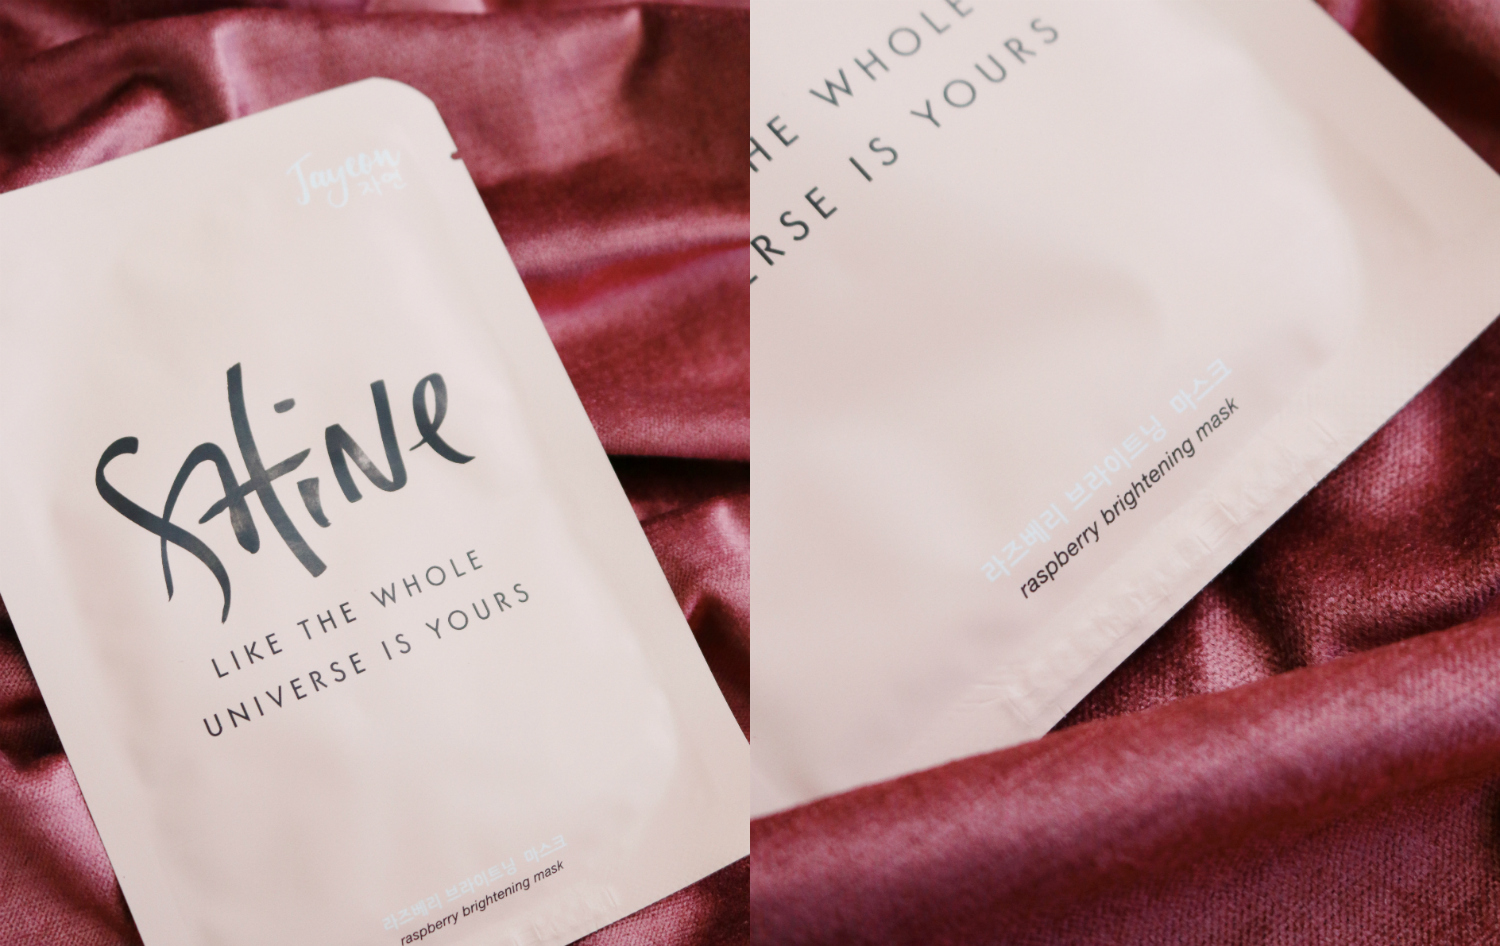 Jayeon
자연
SHiNe
LIKE THE WHOLE
UNIVERSE IS YOURS
라즈베리 브라이트닝 마스크
raspberry brightening mask
HE WHOLE
ERSE IS YOURS
라즈베리 브라이트닝 마스크
raspberry brightening mask